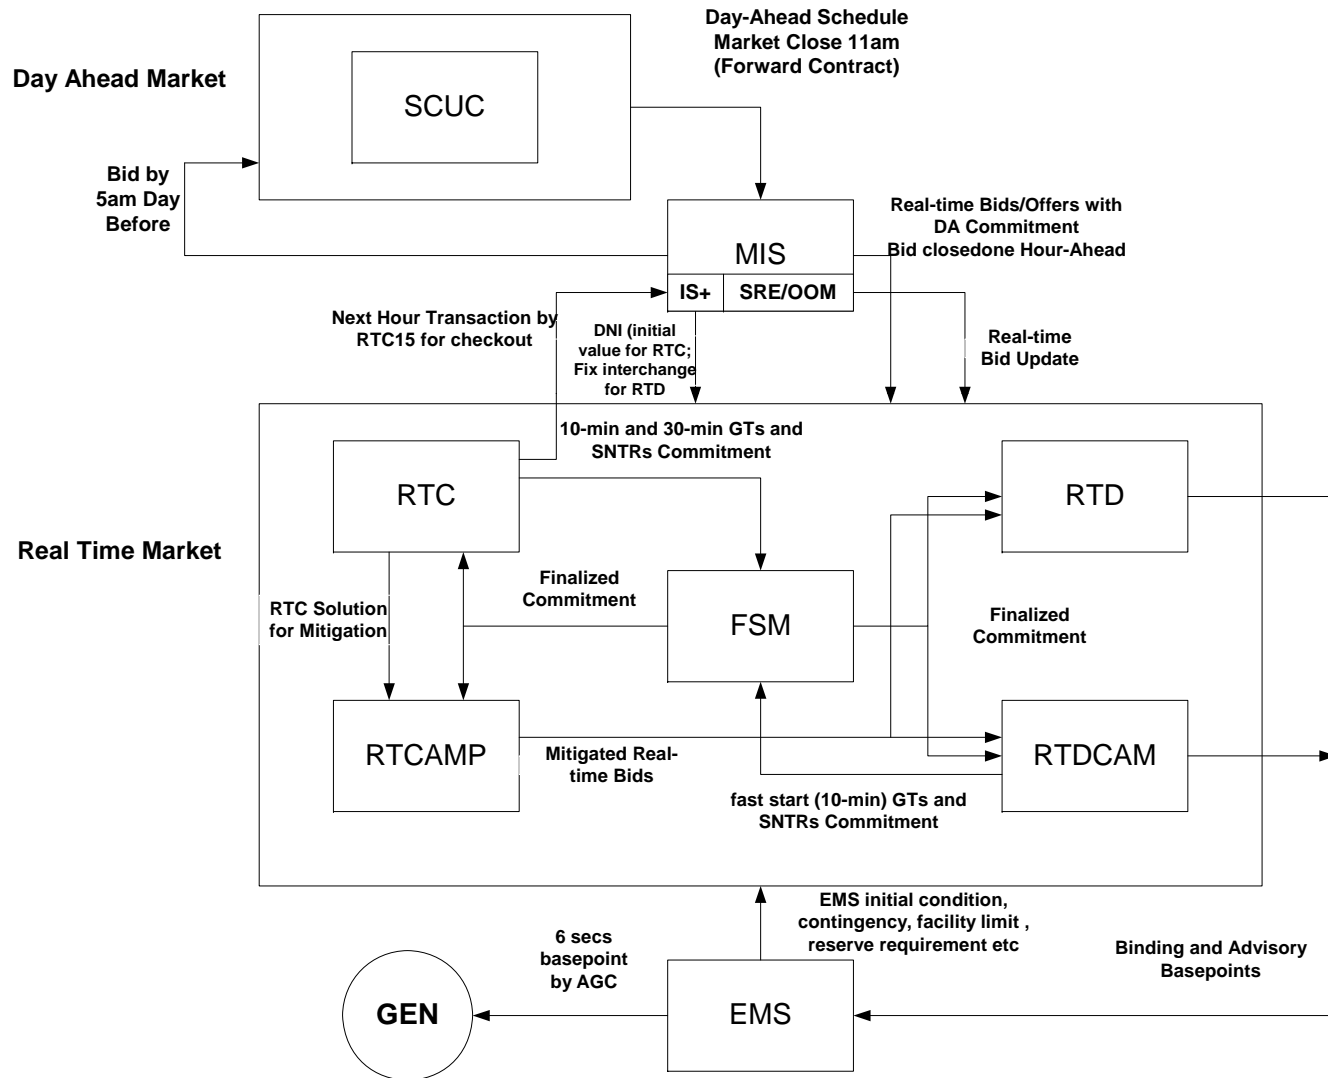 Day-Ahead Schedule
Market Close 11am
(Forward Contract)
Day Ahead Market
SCUC
Bid by
5am Day
Before
Real-time Bids/Offers with
DA Commitment
Bid closedone Hour-Ahead
MIS
IS+
SRE/OOM
Next Hour Transaction by
RTC15 for checkout
DNI (initial
value for RTC;
Fix interchange
for RTD
Real-time
Bid Update
10-min and 30-min GTs and
SNTRs Commitment
RTC
RTD
Real Time Market
Finalized
Commitment
RTC Solution
for Mitigation
FSM
Finalized
Commitment
RTCAMP
Mitigated Real-
time Bids
RTDCAM
fast start (10-min) GTs and
SNTRs Commitment
EMS initial condition,
contingency, facility limit ,
reserve requirement etc
6 secs
basepoint
by AGC
Binding and Advisory
Basepoints
GEN
EMS